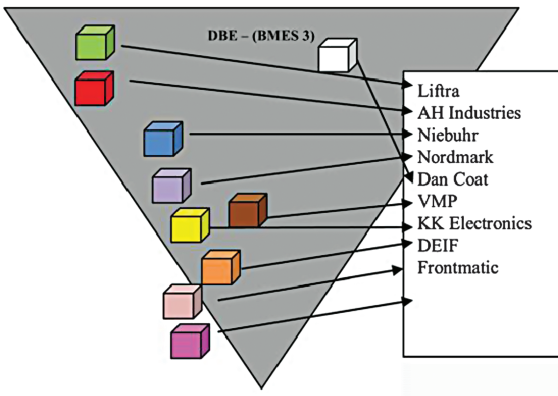 DBE – (BMES 3)
Liftra
AH Industries
Niebuhr
Nordmark
Dan Coat
VMP
KK Electronics
DEIF
Frontmatic